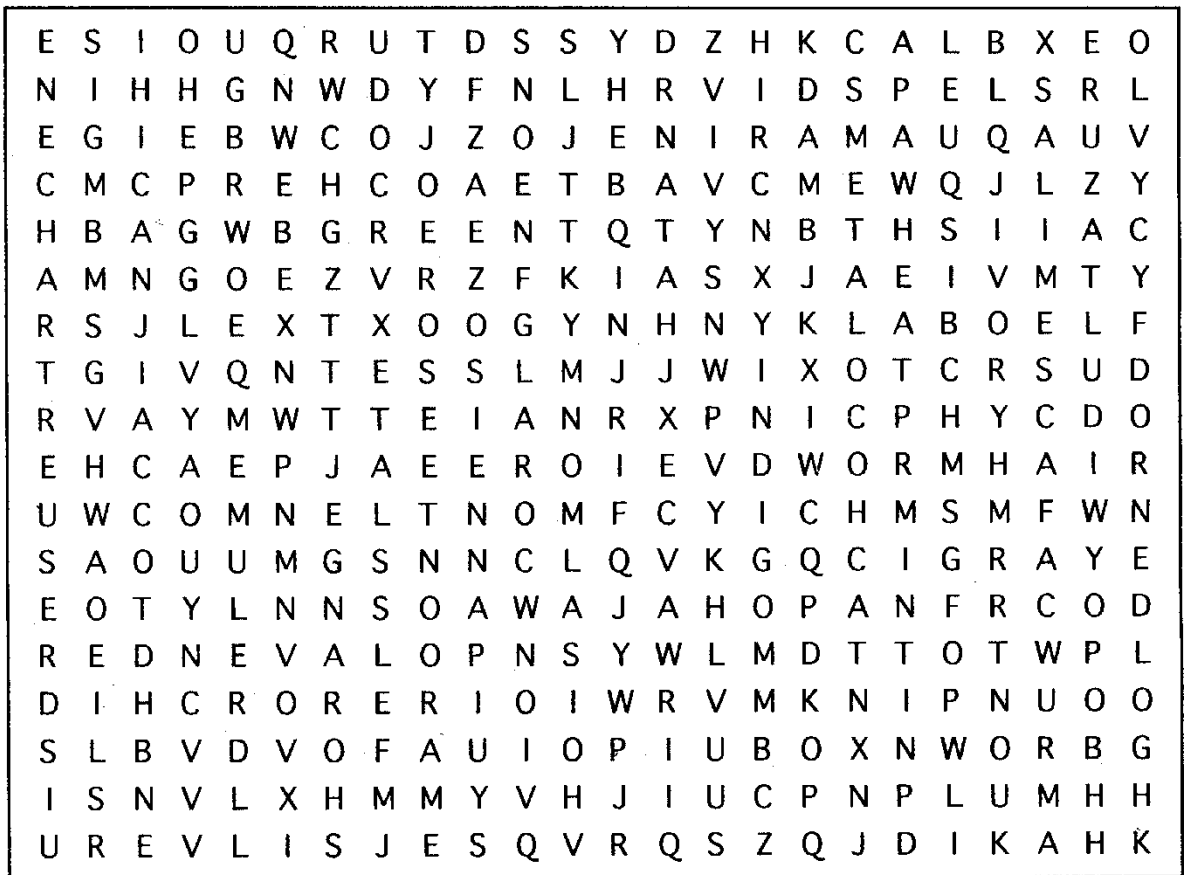 E S I O U Q R U T D S S Y D Z H K C A L B X E O
N I H H G N W D Y F N L H R V I D S P E L S R L
E G I E B W C O J Z O J E N I R A M A U Q A U V
C M C P R E H C O A E T B A V C M E W Q J L Z Y
H B A G W B G R E E N T Q T Y N B T H S I I A C
A M N G O E Z V R Z F K I A S X J A E I V M T Y
R S J L E X T X O O G Y N H N Y K L A B O E L F
T G I V Q N T E S S L M J J W I X O T C R S U D
R V A Y M W T T E I A N R X P N I C P H Y C D O
E H C A E P J A E E R O I E V D W O R M H A I R
U W C O M N E L T N O M F C Y I C H M S M F W N
S A O U U M G S N N C L Q V K G Q C I G R A Y E
E O T Y L N N S O A W A J A H O P A N F R C O D
R E D N E V A L O P N S Y W L M D T T O T W P L
D I H C R O R E R I O I W R V M K N I P N U O O
S L B V D V O F A U I O P I U B O X N W O R B G
I S N V L X H M M Y V H J I U C P N P L U M H H
U R E V L I S J E S Q V R Q S Z Q J D I K A H K